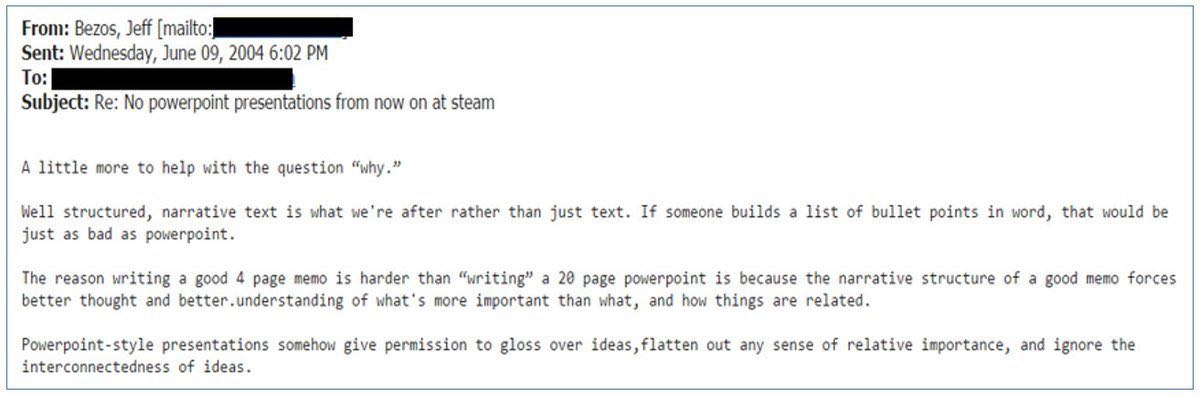 From: Bezos, Jeff [mailto:
Sent: Wednesday, June 09, 2004 6:02 PM
To:
Subject: Re: No powerpoint presentations from now on at steam
A little more to help with the question “why.”
Well structured, narrative text is what we're after rather than just text. If someone builds a list of bullet points in word, that would be
just as bad as powerpoint.
The reason writing a good 4 page memo is harder than “writing” a 20 page powerpoint is because the narrative structure of a good memo forces
better thought and better.understanding of what's more important than what, and how things are related.
Powerpoint-style presentations somehow give permission to gloss over ideas,flatten out any sense of relative importance, and ignore the
interconnectedness of ideas.